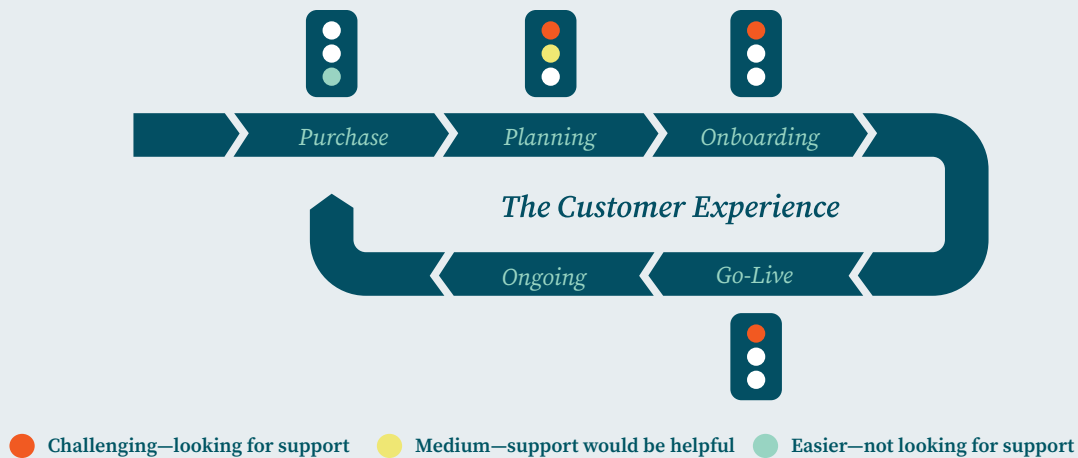 Purchase
Planning
Onboarding
The Customer Experience
Ongoing
Go-Live
Challenging—looking for support
Medium—support would be helpful
Easier—not looking for support